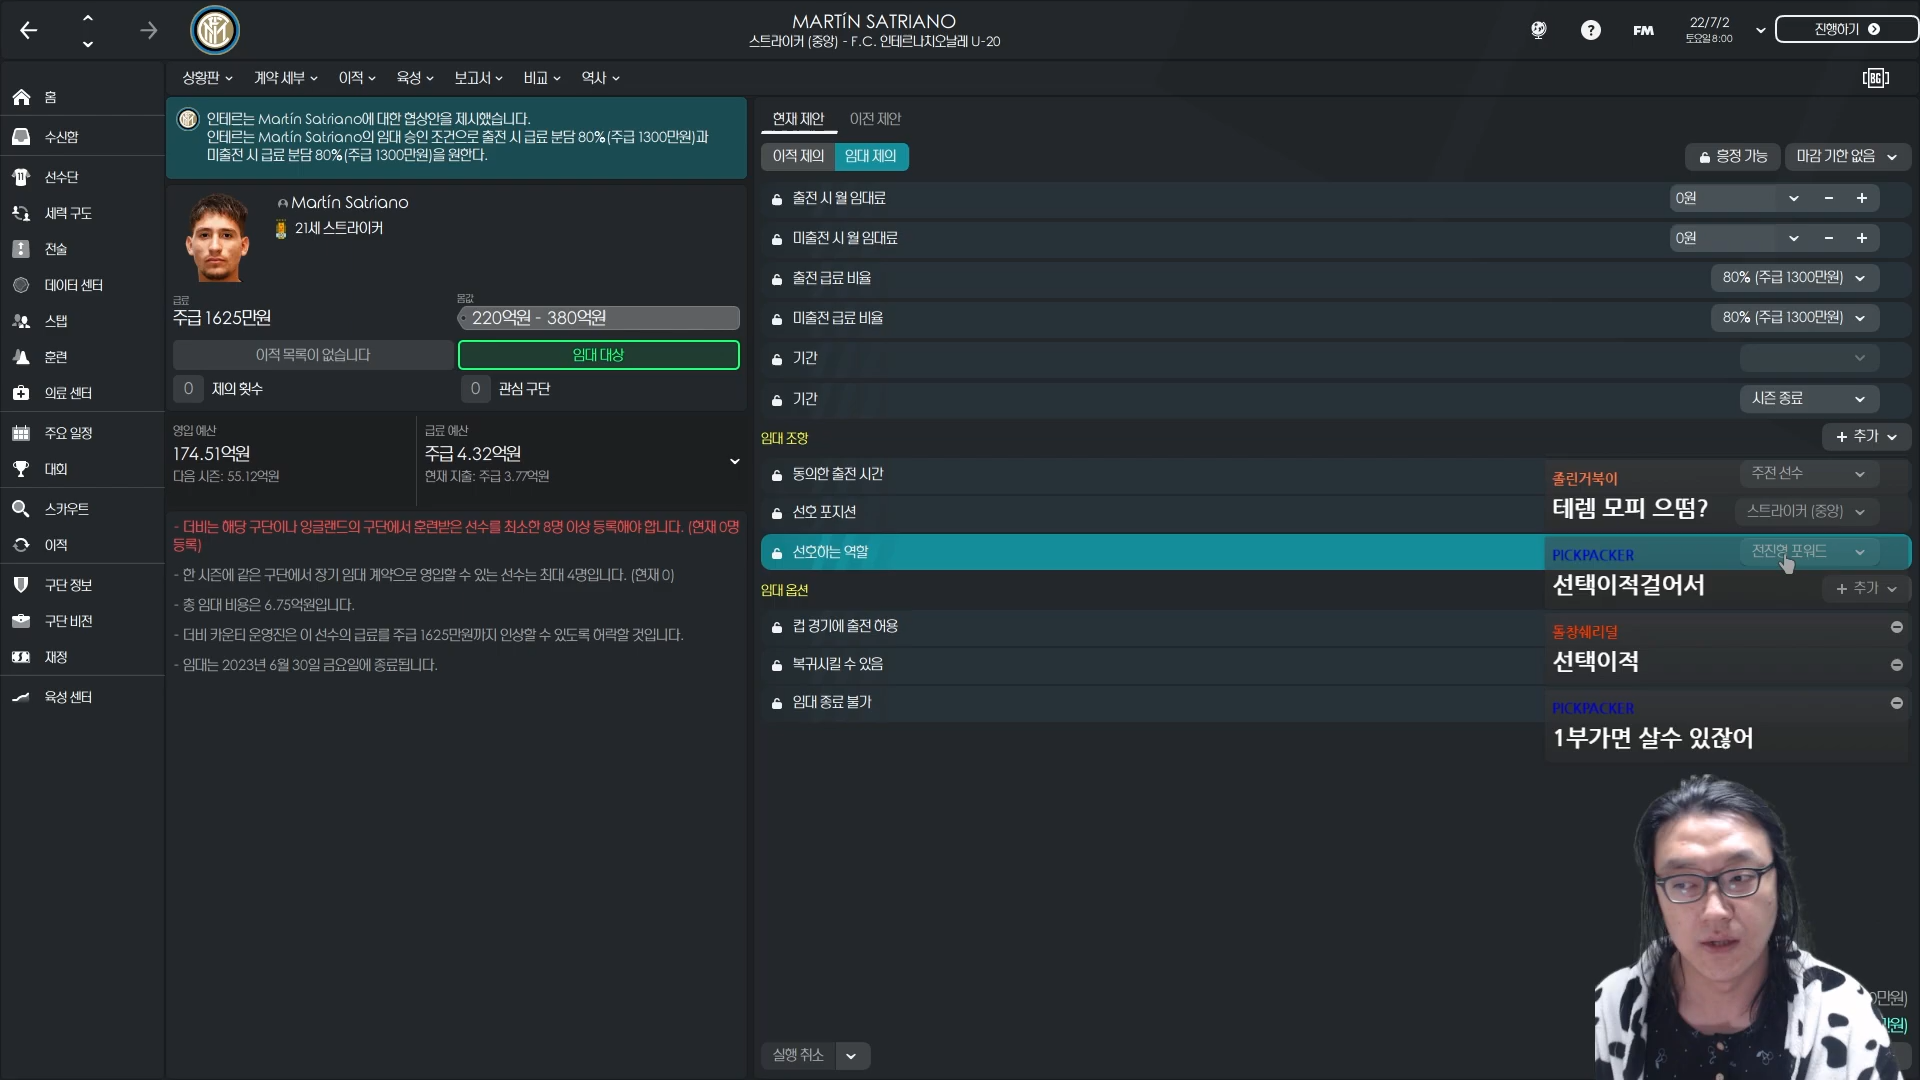 MARTÍN SATRIANO
스트라이커 (중앙) - F.C. 인테르나치오날레 U-20
FM
22/7/2
토요일 8:00
진행하기
상황판
계약 세부
이적
육성
보고서
비교
역사
홈
수신함
선수단
세력 구도
전술
데이터 센터
스탭
훈련
의료 센터
주요 일정
대회
스카우트
이적
구단 정보
구단 비전
재정
육성 센터
인테르는 Martín Satriano에 대한 협상안을 제시했습니다.
인테르는 Martín Satriano의 임대 승인 조건으로 출전 시 급료 분담 80%(주급 1300만원)과
미출전 시 급료 분담 80%(주급 1300만원)을 원한다.
Martín Satriano
21세 스트라이커
급료
주급 1625만원
몸값
220억원 - 380억원
이적 목록이 없습니다
임대 대상
0 제의 횟수
0 관심 구단
영입 예산
174.51억원
다음 시즌: 55.12억원
급료 예산
주급 4.32억원
현재 지출: 주급 3.77억원
- 더비는 해당 구단이나 잉글랜드의 구단에서 훈련받은 선수를 최소한 8명 이상 등록해야 합니다. (현재 0명
등록)
- 한 시즌에 같은 구단에서 장기 임대 계약으로 영입할 수 있는 선수는 최대 4명입니다. (현재 0)
- 총 임대 비용은 6.75억원입니다.
- 더비 카운티 운영진은 이 선수의 급료를 주급 1625만원까지 인상할 수 있도록 허락할 것입니다.
- 임대는 2023년 6월 30일 금요일에 종료됩니다.
현재 제안
이전 제안
이적 제의
임대 제의
흥정 가능
마감 기한 없음
출전 시 월 임대료
0원
미출전 시 월 임대료
0원
출전 급료 비율
80% (주급 1300만원)
미출전 급료 비율
80% (주급 1300만원)
기간
기간
시즌 종료
임대 조항
추가
동의한 출전 시간
주전 선수
선호 포지션
스트라이커 (중앙)
선호하는 역할
전진형 포워드
임대 옵션
추가
컵 경기에 출전 허용
복귀시킬 수 있음
임대 종료 불가
졸린거북이
테렘 모피 으떰?
PICKPACKER
선택이적걸어서
돌창쉐리덜
선택이적
PICKPACKER
1부가면 살수 있잖어
실행 취소